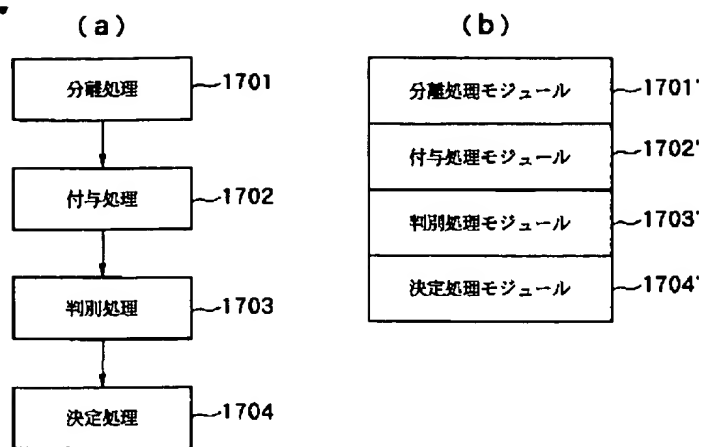 (a)
分離処理
1701
付与処理
1702
判別処理
1703
決定処理
1704
(b)
分離処理モジュール
1701'
付与処理モジュール
1702'
判別処理モジュール
1703'
決定処理モジュール
1704'